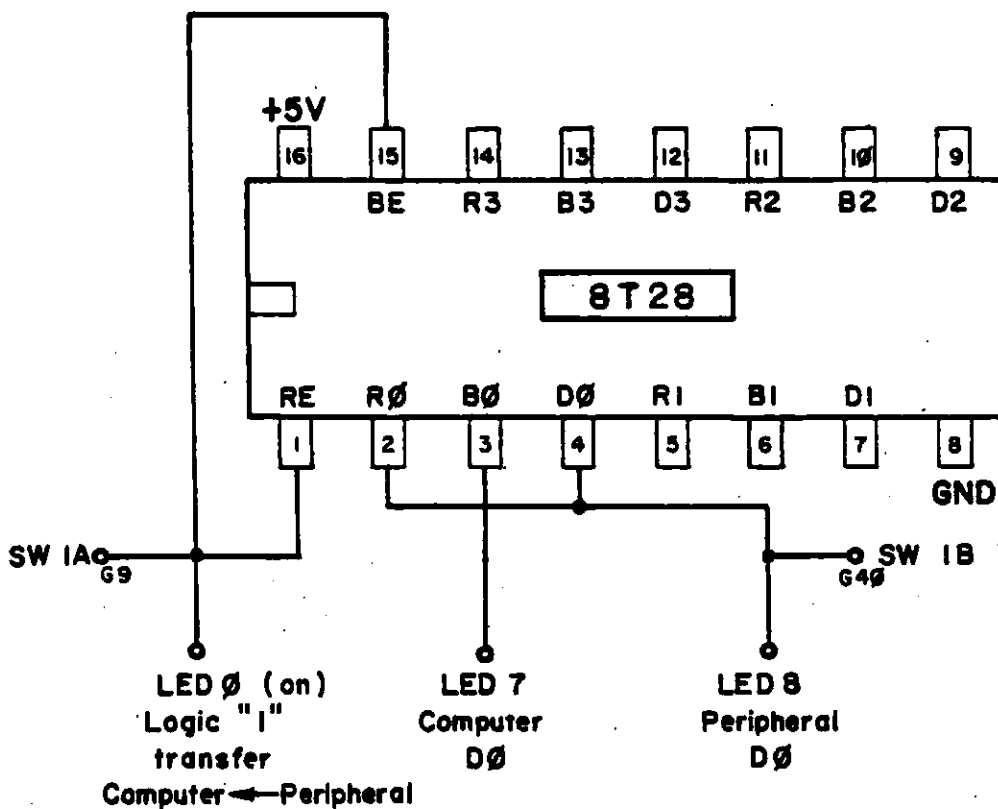 +5V
16 15 14 13 12 11 1Ø 9
BE R3 B3 D3 R2 B2 D2
8T28
RE RØ BØ DØ R1 B1 D1
1 2 3 4 5 6 7 8
GND
SW 1A
G9
SW 1B
G4Ø
LED Ø (on)
Logic "1"
transfer
Computer ← Peripheral
LED 7
Computer
DØ
LED 8
Peripheral
DØ